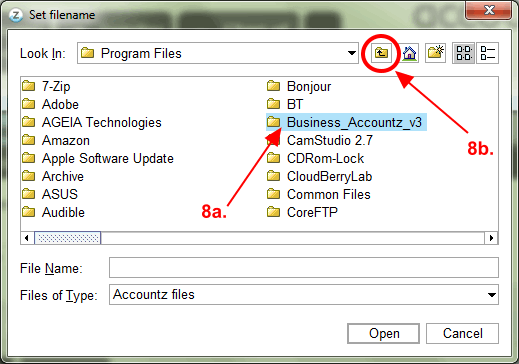 Set filename
Look In: Program Files
7-Zip
Adobe
AGEIA Technologies
Amazon
Apple Software Update
Archive
ASUS
Audible
Bonjour
BT
Business_Accountz_v3
CamStudio 2.7
CDRom-Lock
CloudBerryLab
Common Files
CoreFTP
8a.
8b.
File Name:
Files of Type: Accountz files
Open Cancel